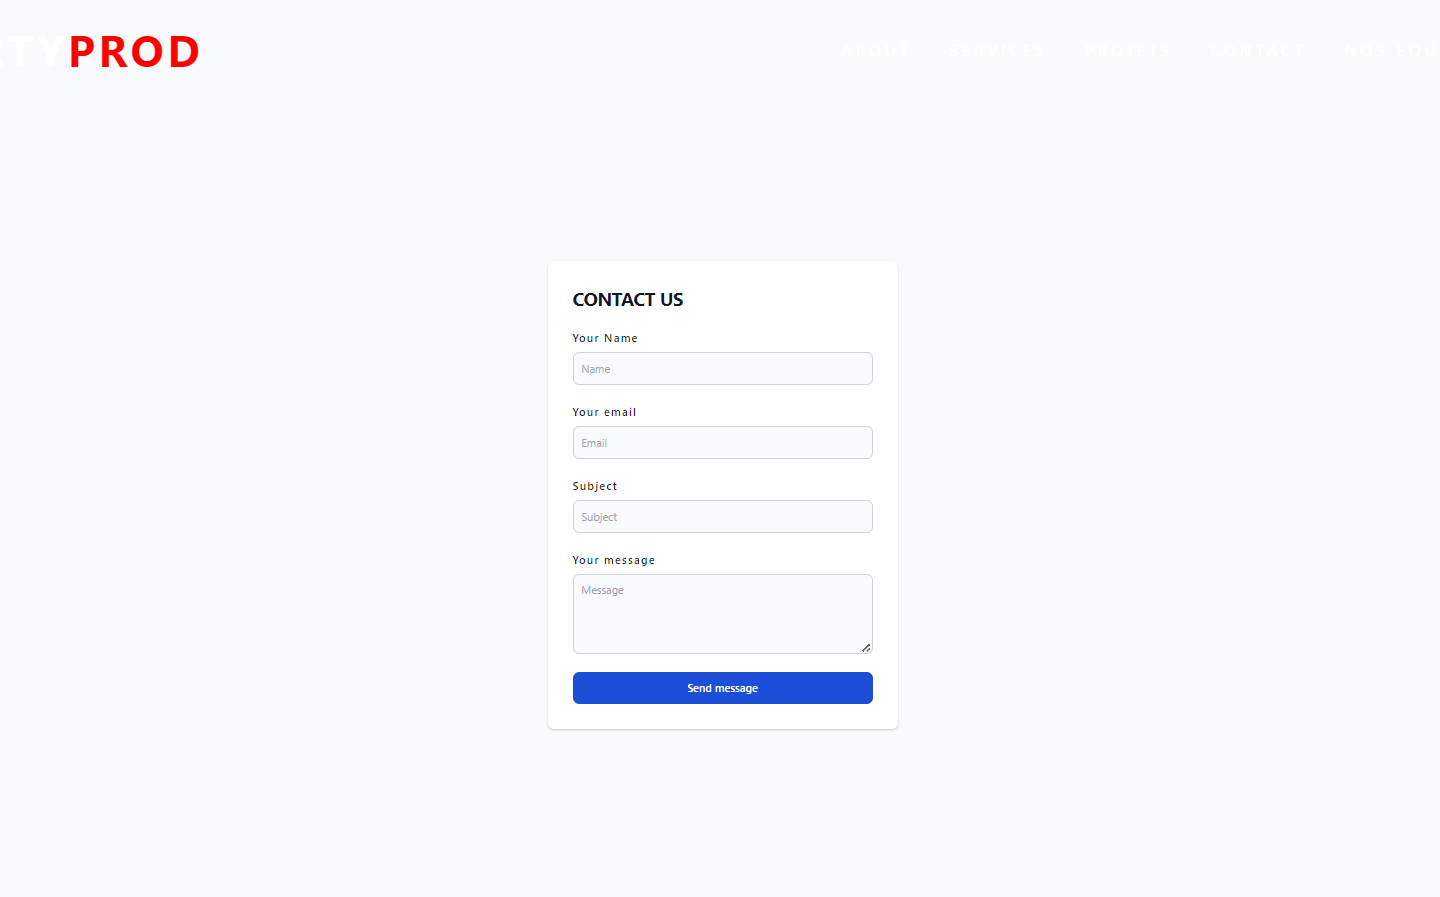 RTYPROD
ABOUT SERVICES PROJETS CONTACT NOS EQU
CONTACT US
Your Name
Name
Your email
Email
Subject
Subject
Your message
Message
Send message